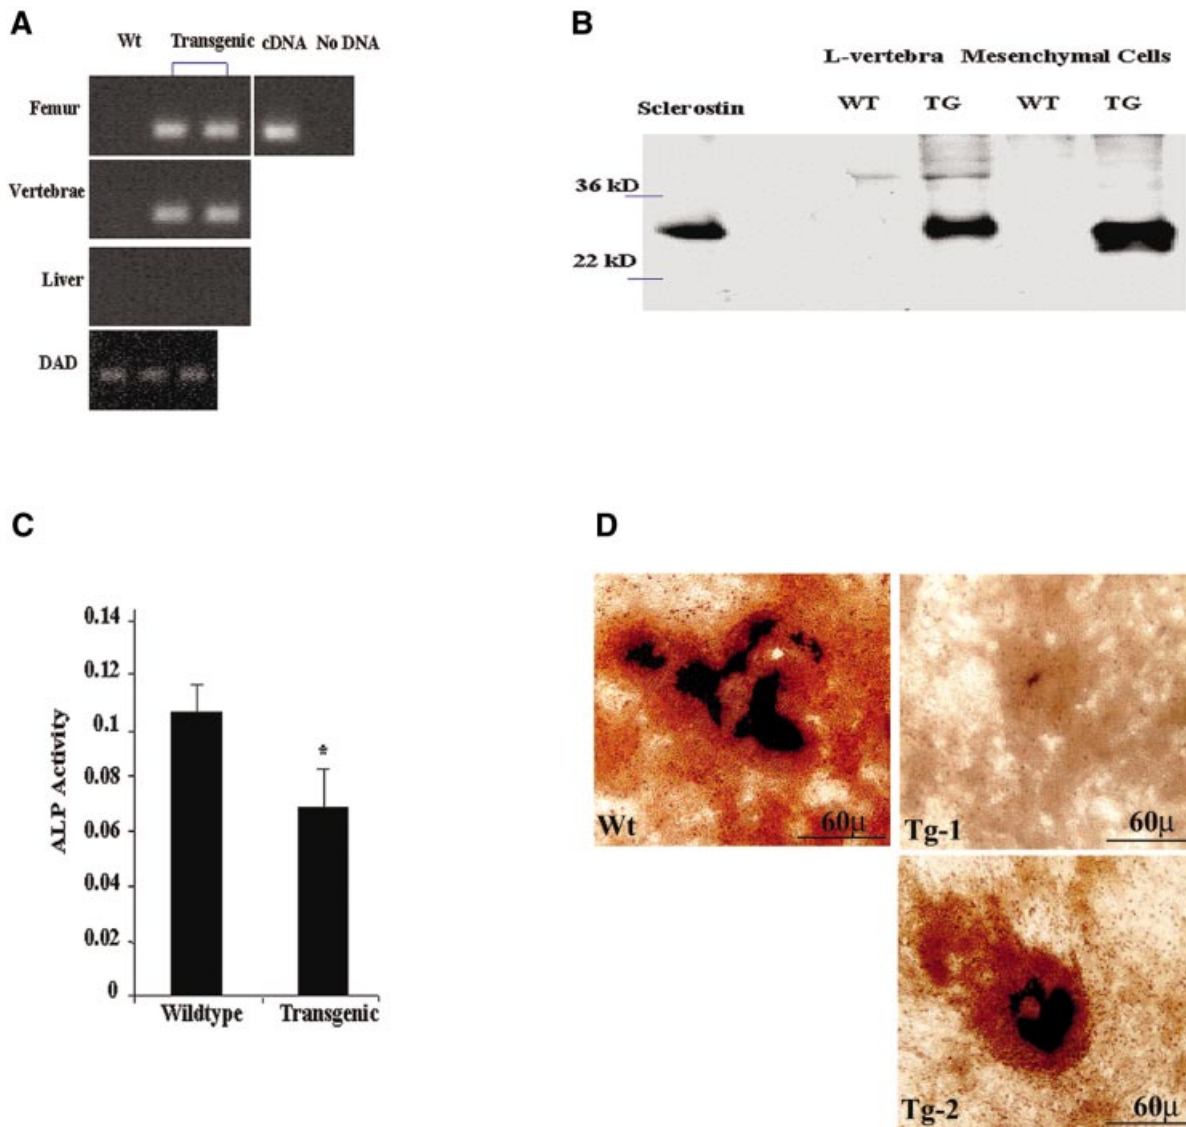 A
Wt Transgenic cDNA No DNA
Femur
Vertebrae
Liver
DAD
B
L-vertebra Mesenchymal Cells
Sclerostin WT TG WT TG
36 kD
22 kD
C
ALP Activity
0.14
0.12
0.1
0.08
0.06
0.04
0.02
0
*
Wildtype Transgenic
D
Wt 60µ
Tg-1 60µ
Tg-2 60µ